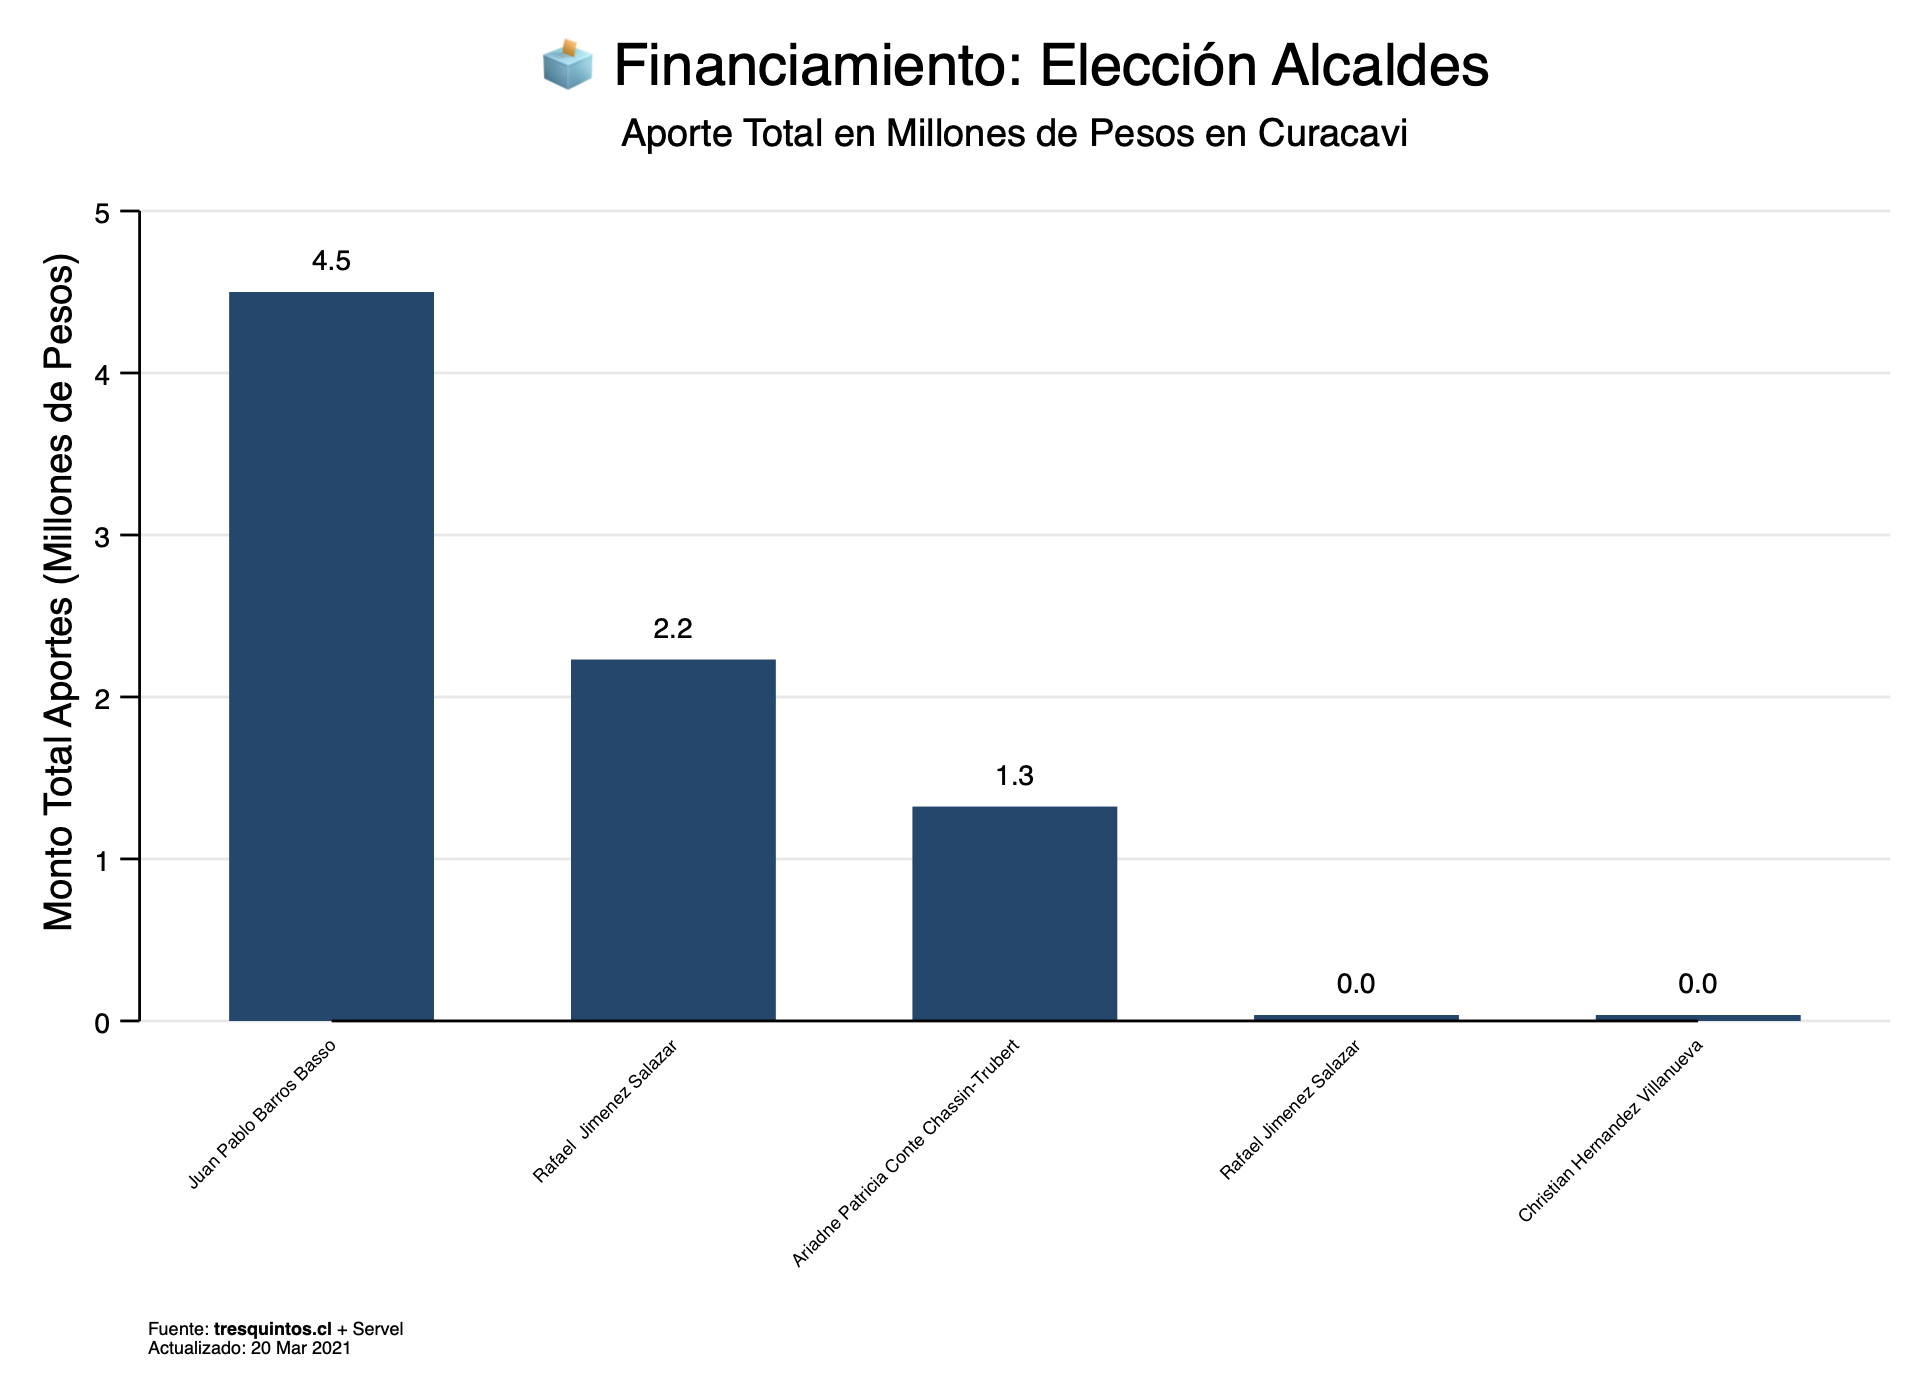 Financiamiento: Elección Alcaldes
Aporte Total en Millones de Pesos en Curacavi
Monto Total Aportes (Millones de Pesos)
5
4
3
2
1
0
4.5
2.2
1.3
0.0
0.0
Juan Pablo Barros Basso
Rafael  Jimenez Salazar
Ariadne Patricia Conte Chassin-Trubert
Rafael Jimenez Salazar
Christian Hernandez Villanueva
Fuente: tresquintos.cl + Servel
Actualizado: 20 Mar 2021